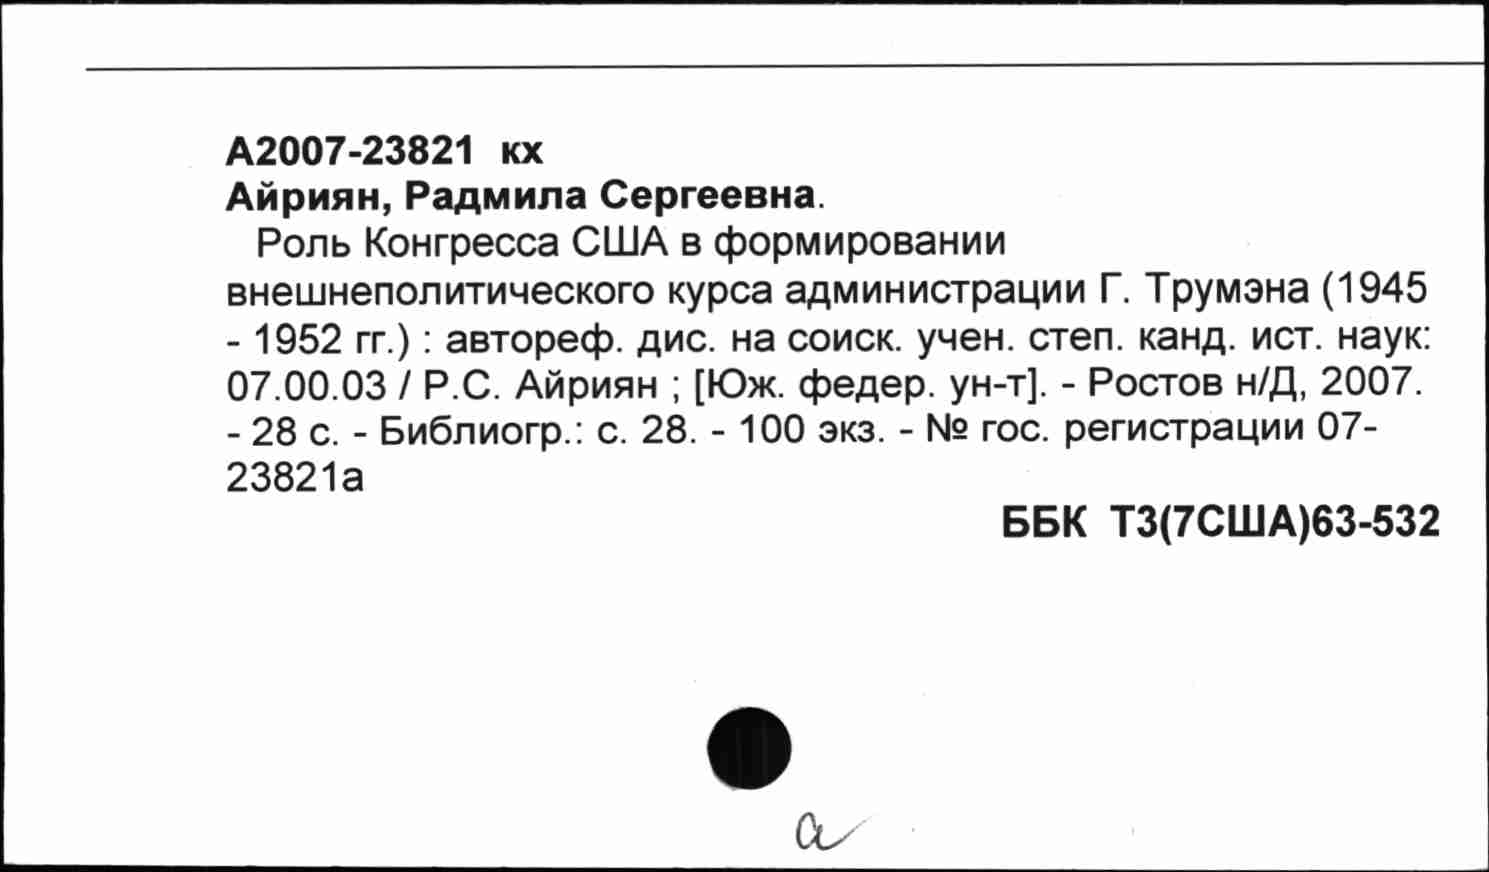 А2007-23821 кх
Айриян, Радмила Сергеевна.
Роль Конгресса США в формировании
внешнеполитического курса администрации Г. Трумэна (1945
- 1952 гг.) : автореф. дис. на соиск. учен. степ. канд. ист. наук:
07.00.03 / Р.С. Айриян ; [Юж. федер. ун-т]. - Ростов н/Д, 2007.
- 28 с. - Библиогр.: с. 28. - 100 экз. - № гос. регистрации 07-
23821а
ББК Т3(7США)63-532
а